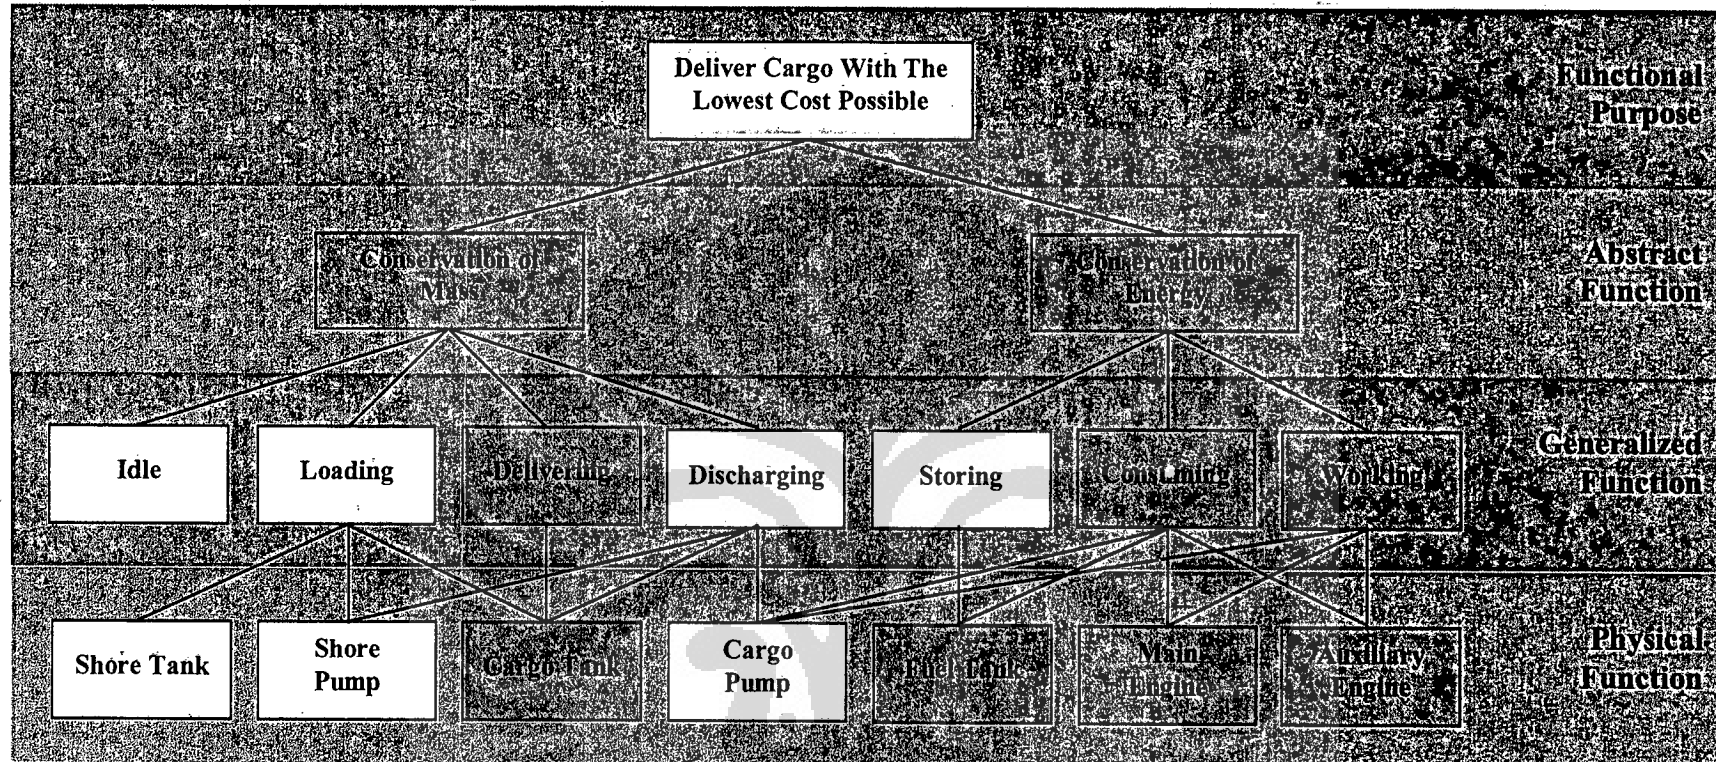 Deliver Cargo With The
Lowest Cost Possible
Functional
Purpose
Conservation of
Mass
Conservation of
Energy
Abstract
Function
Idle
Loading
Delivering
Discharging
Storing
Consuming
Working
Generalized
Function
Shore Tank
Shore
Pump
Cargo Tank
Cargo
Pump
Fuel Tank
Main
Engine
Auxiliary
Engine
Physical
Function